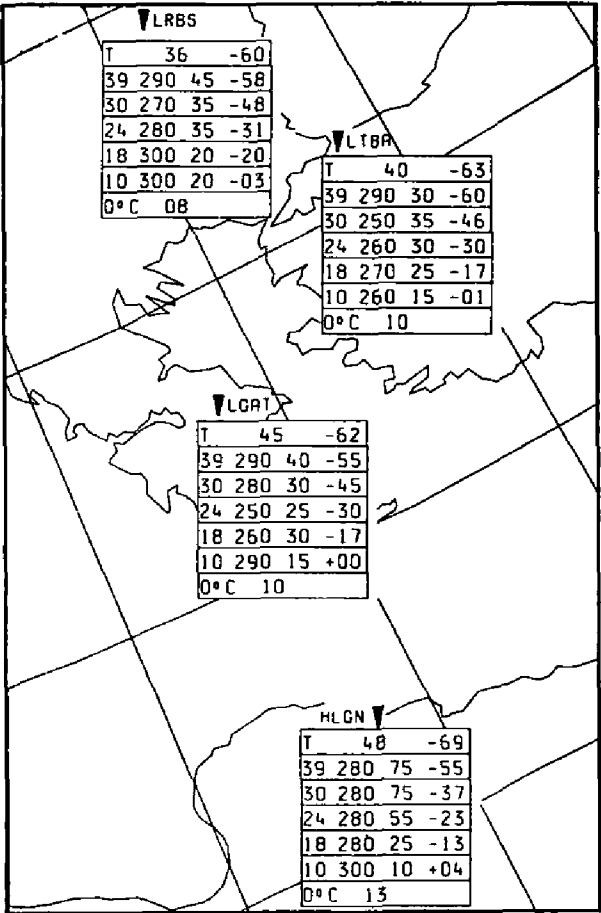 LRBS
T 36 -60
39 290 45 -58
30 270 35 -48
24 280 35 -31
18 300 20 -20
10 300 20 -03
0°C 08
LTBA
T 40 -63
39 290 30 -60
30 250 35 -46
24 260 30 -30
18 270 25 -17
10 260 15 -01
0°C 10
LGAT
T 45 -62
39 290 40 -55
30 280 30 -45
24 250 25 -30
18 260 30 -17
10 290 15 +00
0°C 10
HLGN
T 48 -69
39 280 75 -55
30 280 75 -37
24 280 55 -23
18 280 25 -13
10 300 10 +04
0°C 13